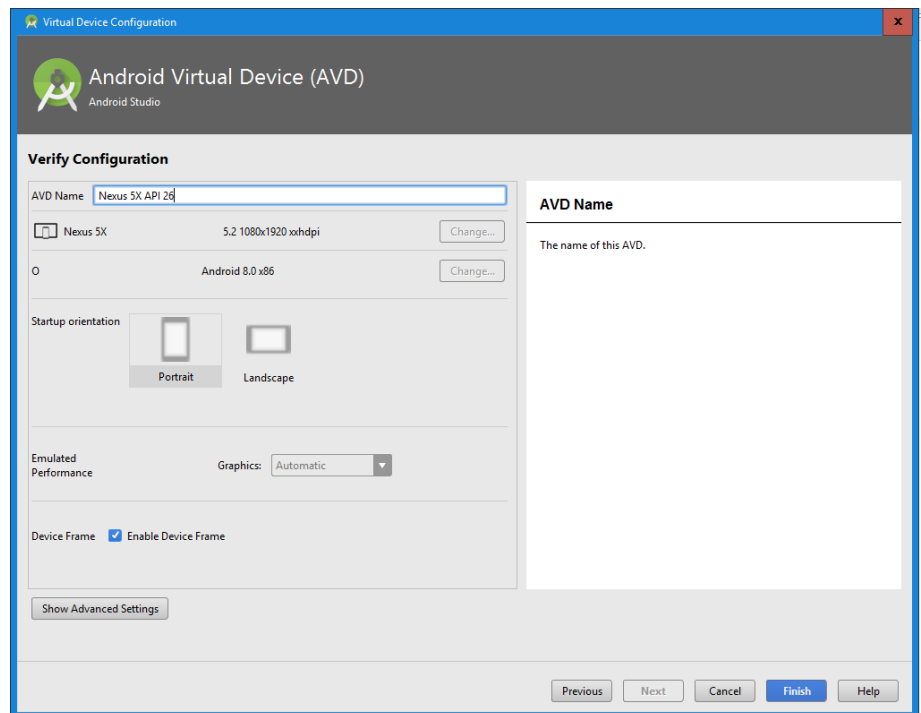 Virtual Device Configuration
x
Android Virtual Device (AVD)
Android Studio
Verify Configuration
AVD Name Nexus 5X API 26
Nexus 5X 5.2 1080x1920 xxhdpi Change...
O Android 8.0 x86 Change...
Startup orientation
Portrait Landscape
Emulated
Performance Graphics: Automatic
Device Frame Enable Device Frame
Show Advanced Settings
AVD Name
The name of this AVD.
Previous Next Cancel Finish Help